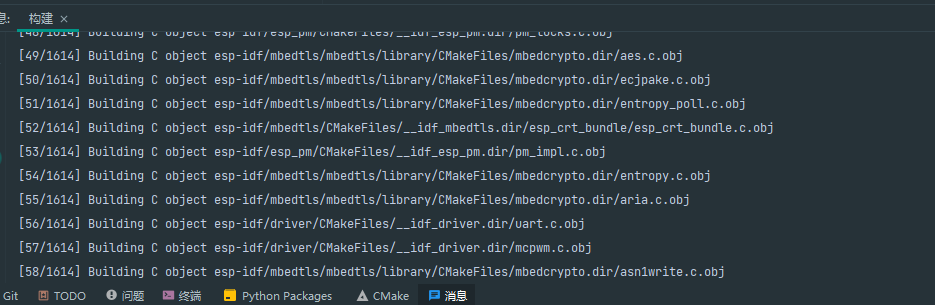 息:
构建 ×
[48/1614] Building C object esp-idf/esp_pm/CMakeFiles/__idf_esp_pm.dir/pm_locks.c.obj
[49/1614] Building C object esp-idf/mbedtls/mbedtls/library/CMakeFiles/mbedcrypto.dir/aes.c.obj
[50/1614] Building C object esp-idf/mbedtls/mbedtls/library/CMakeFiles/mbedcrypto.dir/ecjpake.c.obj
[51/1614] Building C object esp-idf/mbedtls/mbedtls/library/CMakeFiles/mbedcrypto.dir/entropy_poll.c.obj
[52/1614] Building C object esp-idf/mbedtls/CMakeFiles/__idf_mbedtls.dir/esp_crt_bundle/esp_crt_bundle.c.obj
[53/1614] Building C object esp-idf/esp_pm/CMakeFiles/__idf_esp_pm.dir/pm_impl.c.obj
[54/1614] Building C object esp-idf/mbedtls/mbedtls/library/CMakeFiles/mbedcrypto.dir/entropy.c.obj
[55/1614] Building C object esp-idf/mbedtls/mbedtls/library/CMakeFiles/mbedcrypto.dir/aria.c.obj
[56/1614] Building C object esp-idf/driver/CMakeFiles/__idf_driver.dir/uart.c.obj
[57/1614] Building C object esp-idf/driver/CMakeFiles/__idf_driver.dir/mcpwm.c.obj
[58/1614] Building C object esp-idf/mbedtls/mbedtls/library/CMakeFiles/mbedcrypto.dir/asn1write.c.obj
Git TODO 问题 终端 Python Packages CMake 消息